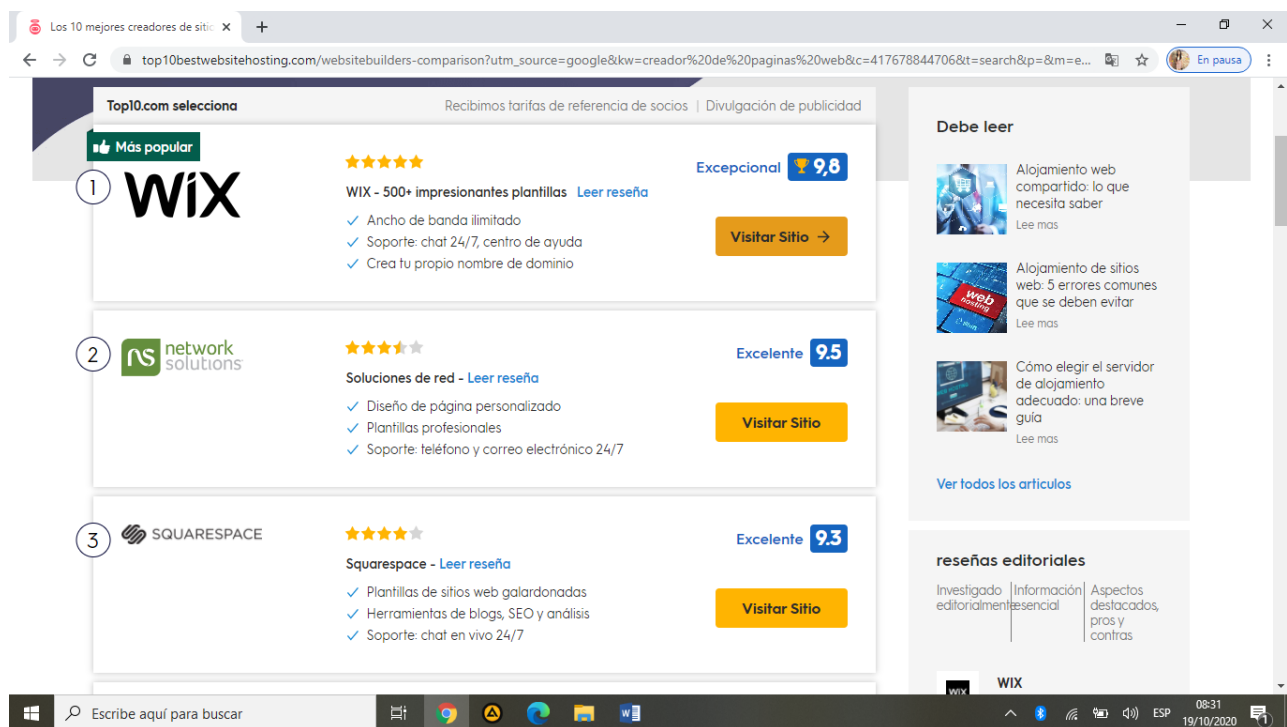 Los 10 mejores creadores de sitic
top10bestwebsitehosting.com/websitebuilders-comparison?utm_source=google&kw=creador%20de%20paginas%20web&c=417678844706&t=search&p=&m=e...
En pausa
Top10.com selecciona
Recibimos tarifas de referencia de socios | Divulgación de publicidad
Más popular
1
WiX
WIX - 500+ impresionantes plantillas Leer reseña
Ancho de banda ilimitado
Soporte: chat 24/7, centro de ayuda
Crea tu propio nombre de dominio
Excepcional 9,8
Visitar Sitio →
2
ns network
solutions
Soluciones de red - Leer reseña
Diseño de página personalizado
Plantillas profesionales
Soporte: teléfono y correo electrónico 24/7
Excelente 9.5
Visitar Sitio
3
SQUARESPACE
Squarespace - Leer reseña
Plantillas de sitios web galardonadas
Herramientas de blogs, SEO y análisis
Soporte: chat en vivo 24/7
Excelente 9.3
Visitar Sitio
Debe leer
Alojamiento web
compartido: lo que
necesita saber
Lee mas
web
hosting
Alojamiento de sitios
web: 5 errores comunes
que se deben evitar
Lee mas
Cómo elegir el servidor
de alojamiento
adecuado: una breve
guía
Lee mas
Ver todos los articulos
reseñas editoriales
Investigado
editorialmente
Información
esencial
Aspectos
destacados,
pros y
contras
WIX
WIX
Escribe aquí para buscar
ESP
08:31
19/10/2020